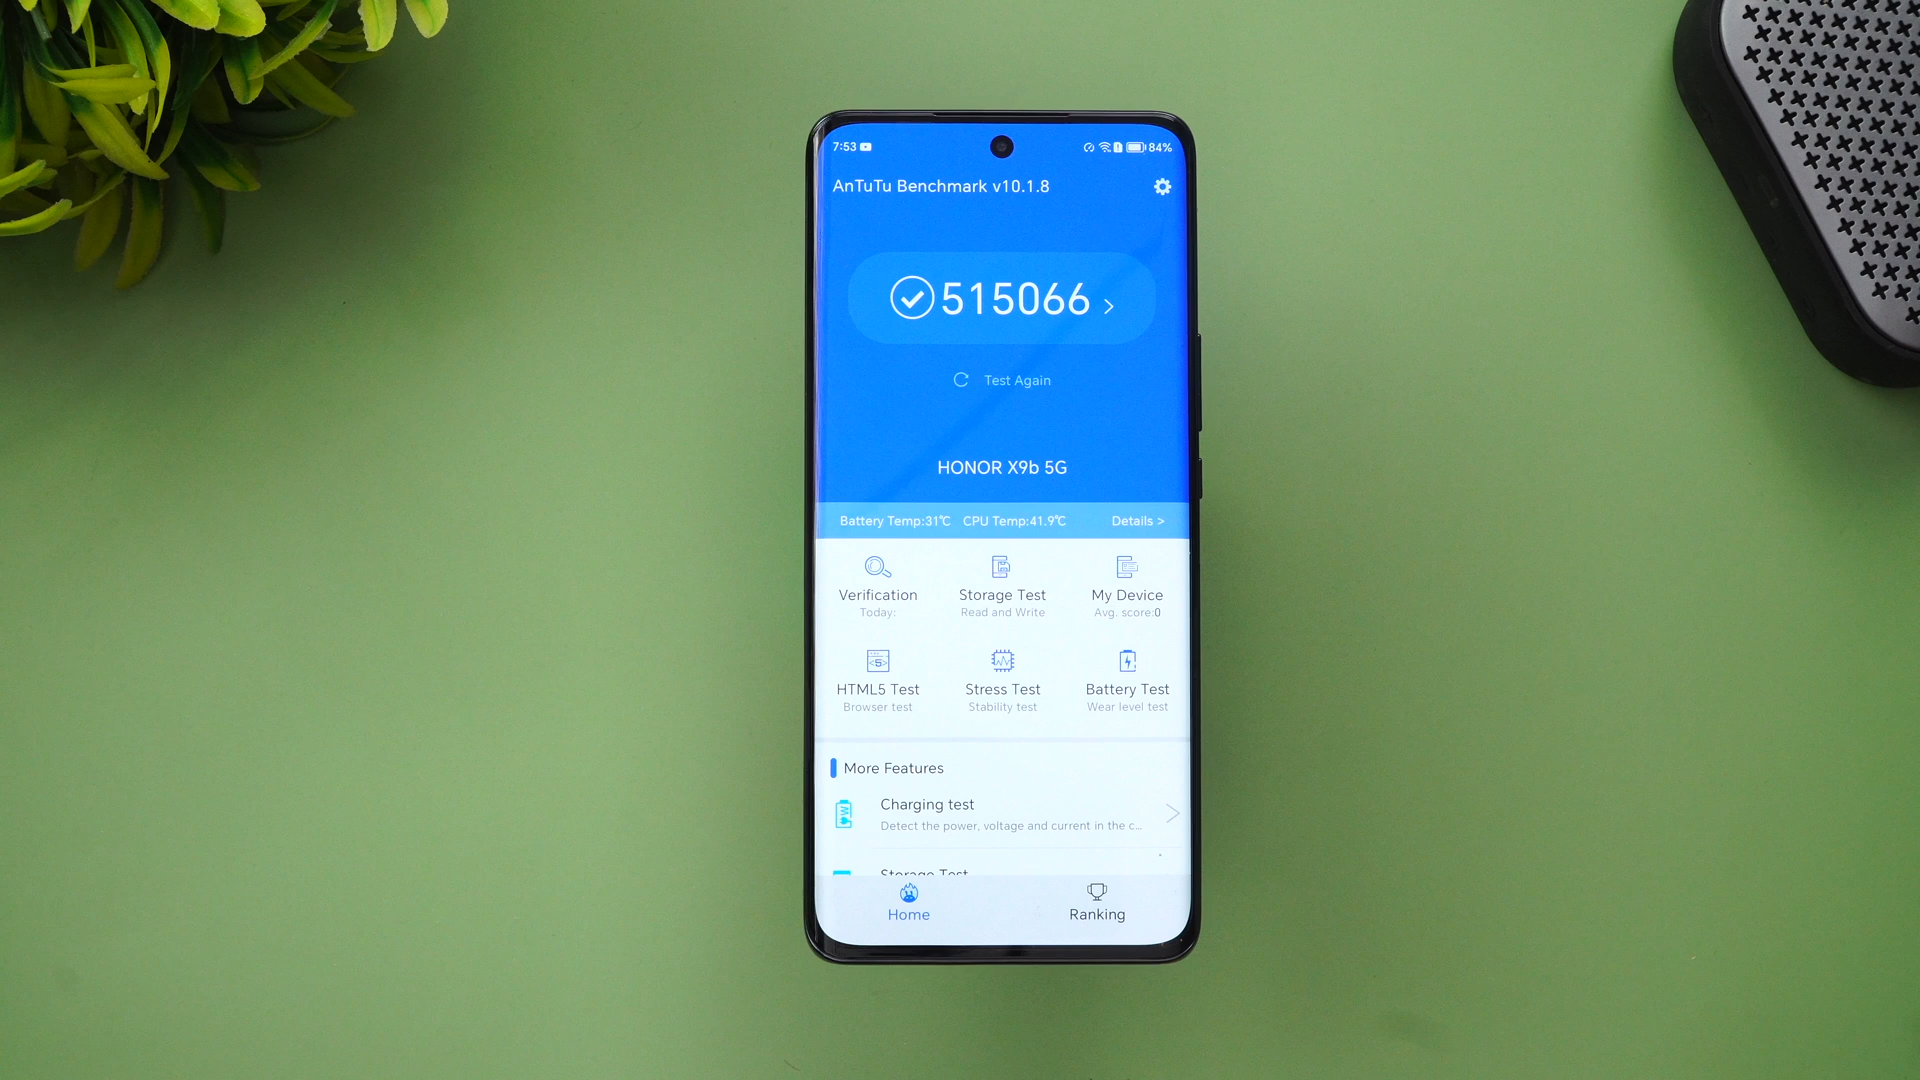 7:53
84%
AnTuTu Benchmark v10.1.8
515066
Test Again
HONOR X9b 5G
Battery Temp:31℃ CPU Temp:41.9℃ Details >
Verification Storage Test My Device
Today: Read and Write Avg. score:0
HTML5 Test Stress Test Battery Test
Browser test Stability test Wear level test
More Features
Charging test
Detect the power, voltage and current in the c...
Storage Test
Home Ranking